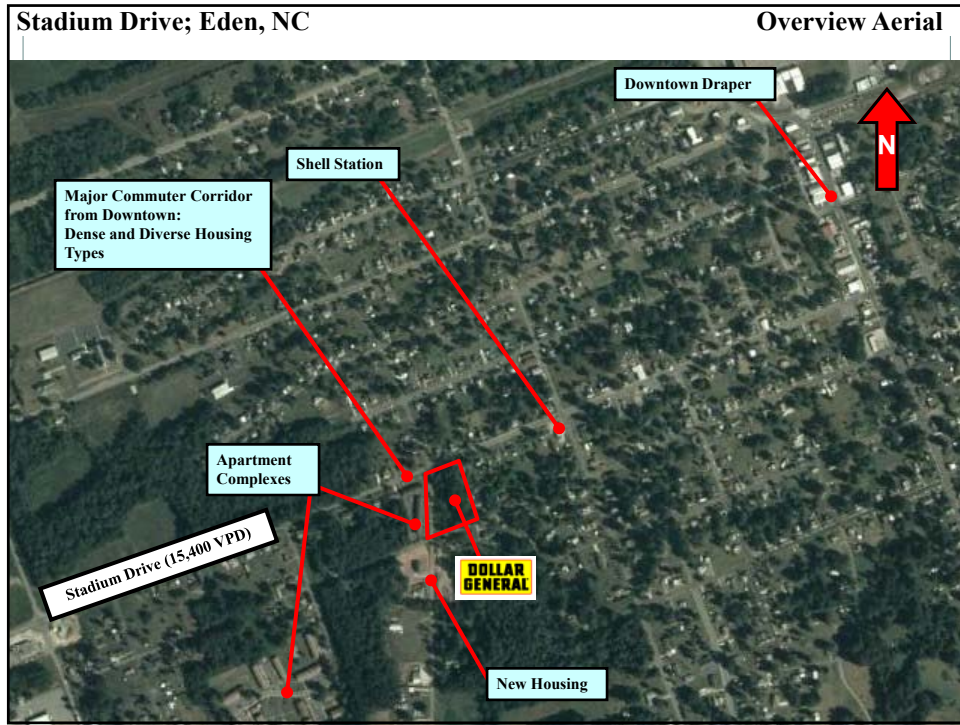 Stadium Drive; Eden, NC
Overview Aerial
Downtown Draper
N
Shell Station
Major Commuter Corridor
from Downtown:
Dense and Diverse Housing
Types
Apartment
Complexes
Stadium Drive (15,400 VPD)
DOLLAR
GENERAL
New Housing